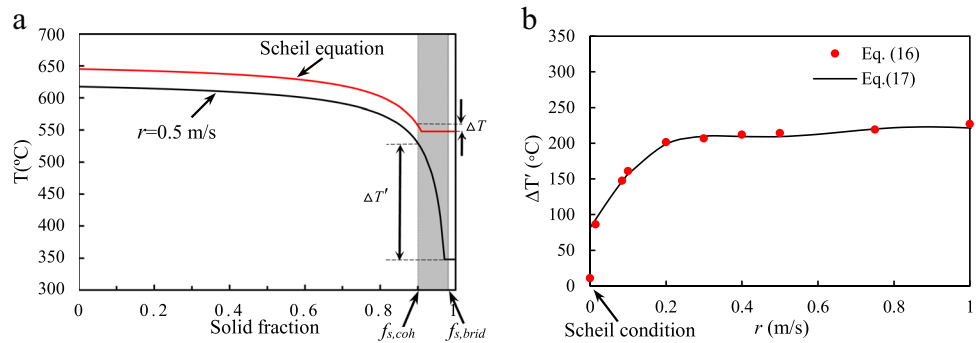 a
700
650
600
550
500
450
400
350
300
T(ºC)
Scheil equation
r=0.5 m/s
△T
△T′
0
0.2
0.4
0.6
0.8
1
Solid fraction
fs,coh
fs,brid
b
350
300
250
200
150
100
50
0
ΔT′ (°C)
Eq. (16)
Eq.(17)
0
0.2
0.4
0.6
0.8
1
Scheil condition
r (m/s)